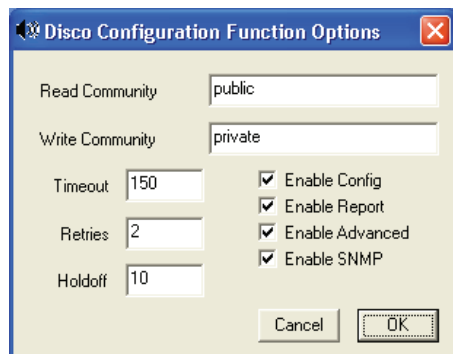 Disco Configuration Function Options
Read Community public
Write Community private
Timeout 150
Retries 2
Holdoff 10
Enable Config
Enable Report
Enable Advanced
Enable SNMP
Cancel OK